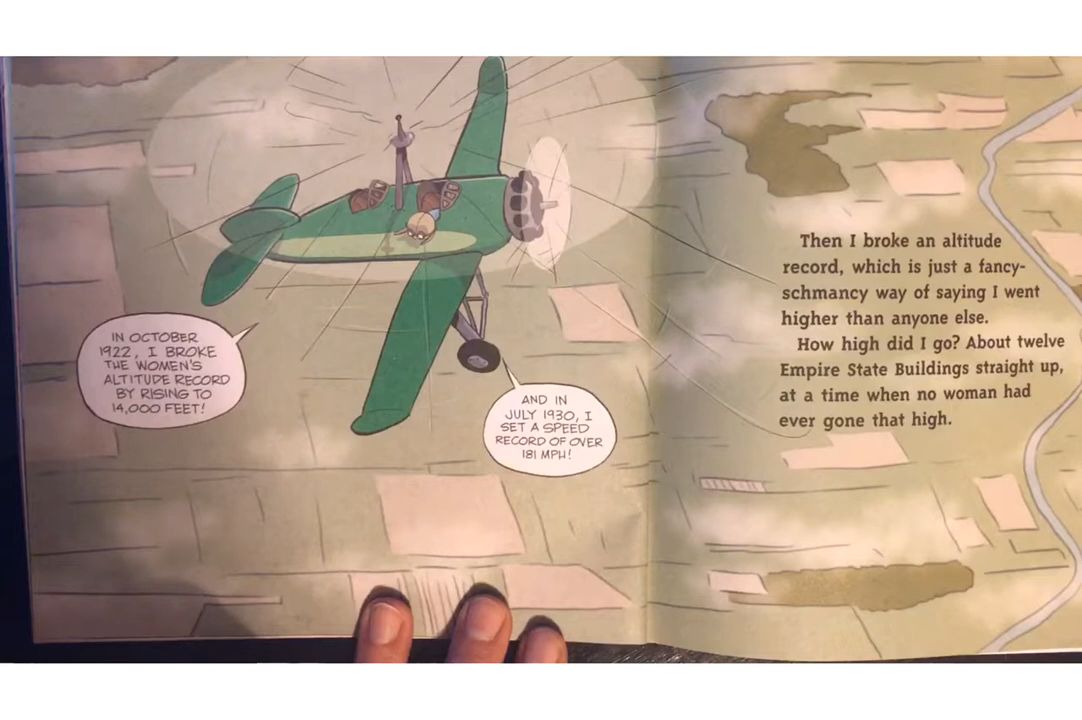 IN OCTOBER
1922, I BROKE
THE WOMEN'S
ALTITUDE RECORD
BY RISING TO
14,000 FEET!
AND IN
JULY 1930, I
SET A SPEED
RECORD OF OVER
181 MPH!
Then I broke an altitude
record, which is just a fancy-
schmancy way of saying I went
higher than anyone else.
How high did I go? About twelve
Empire State Buildings straight up,
at a time when no woman had
ever gone that high.